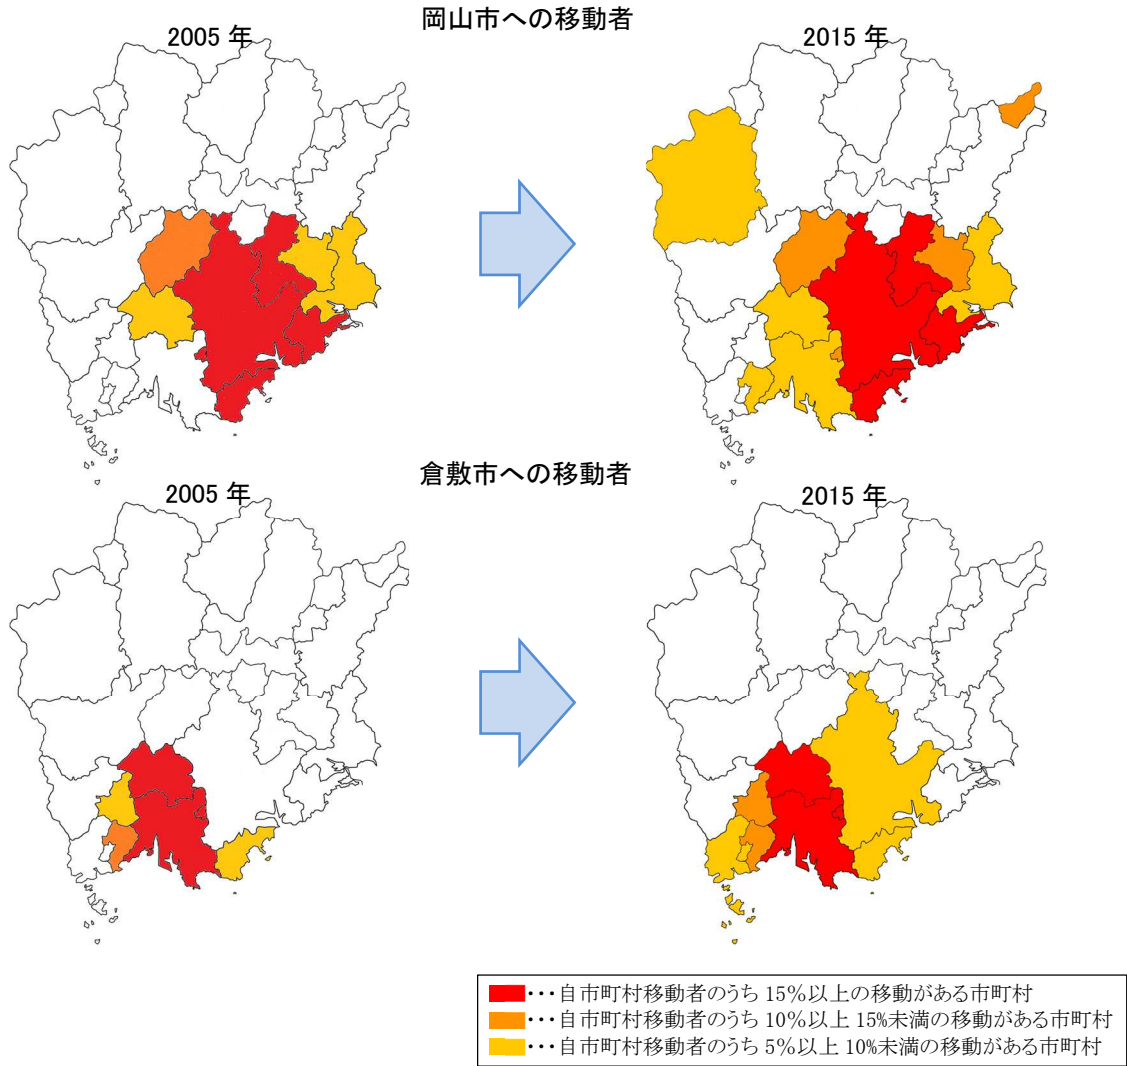 岡山市への移動者
2005 年
2015 年
倉敷市への移動者
2005 年
2015 年
・・・自市町村移動者のうち 15%以上の移動がある市町村
・・・自市町村移動者のうち 10%以上 15%未満の移動がある市町村
・・・自市町村移動者のうち 5%以上 10%未満の移動がある市町村